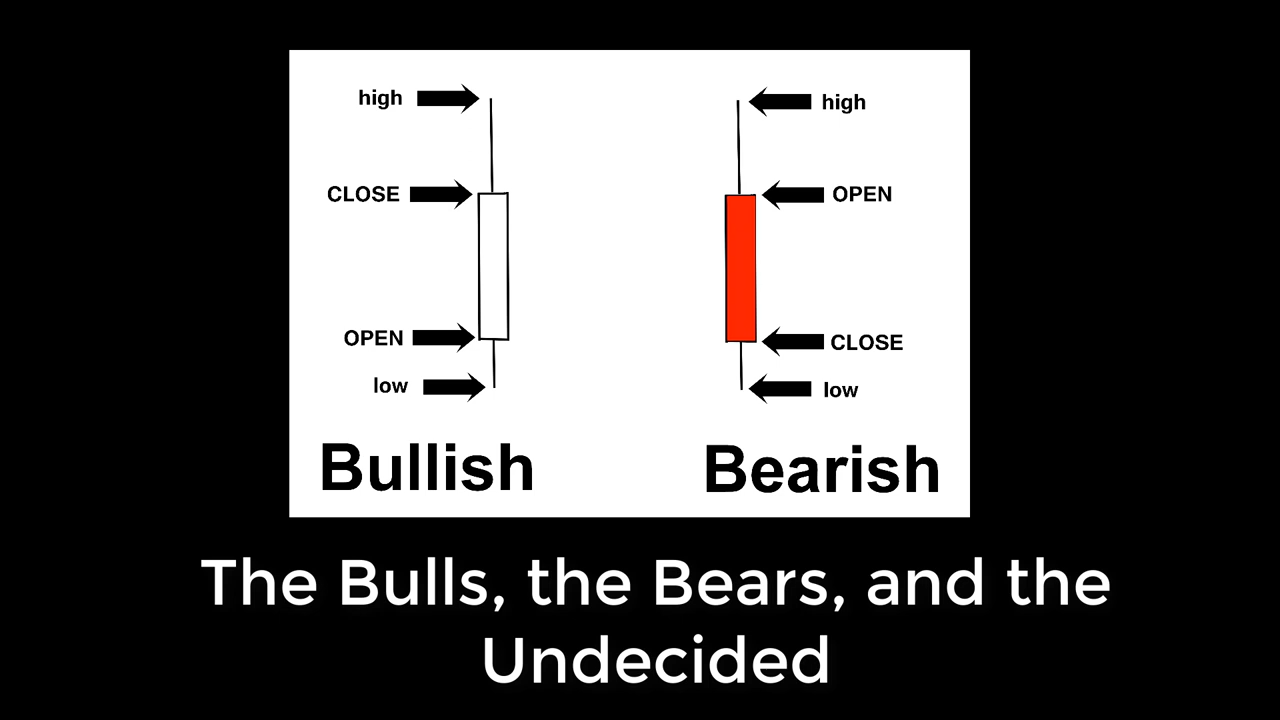 high
high
CLOSE
OPEN
OPEN
CLOSE
low
low
Bullish
Bearish
The Bulls, the Bears, and the
Undecided